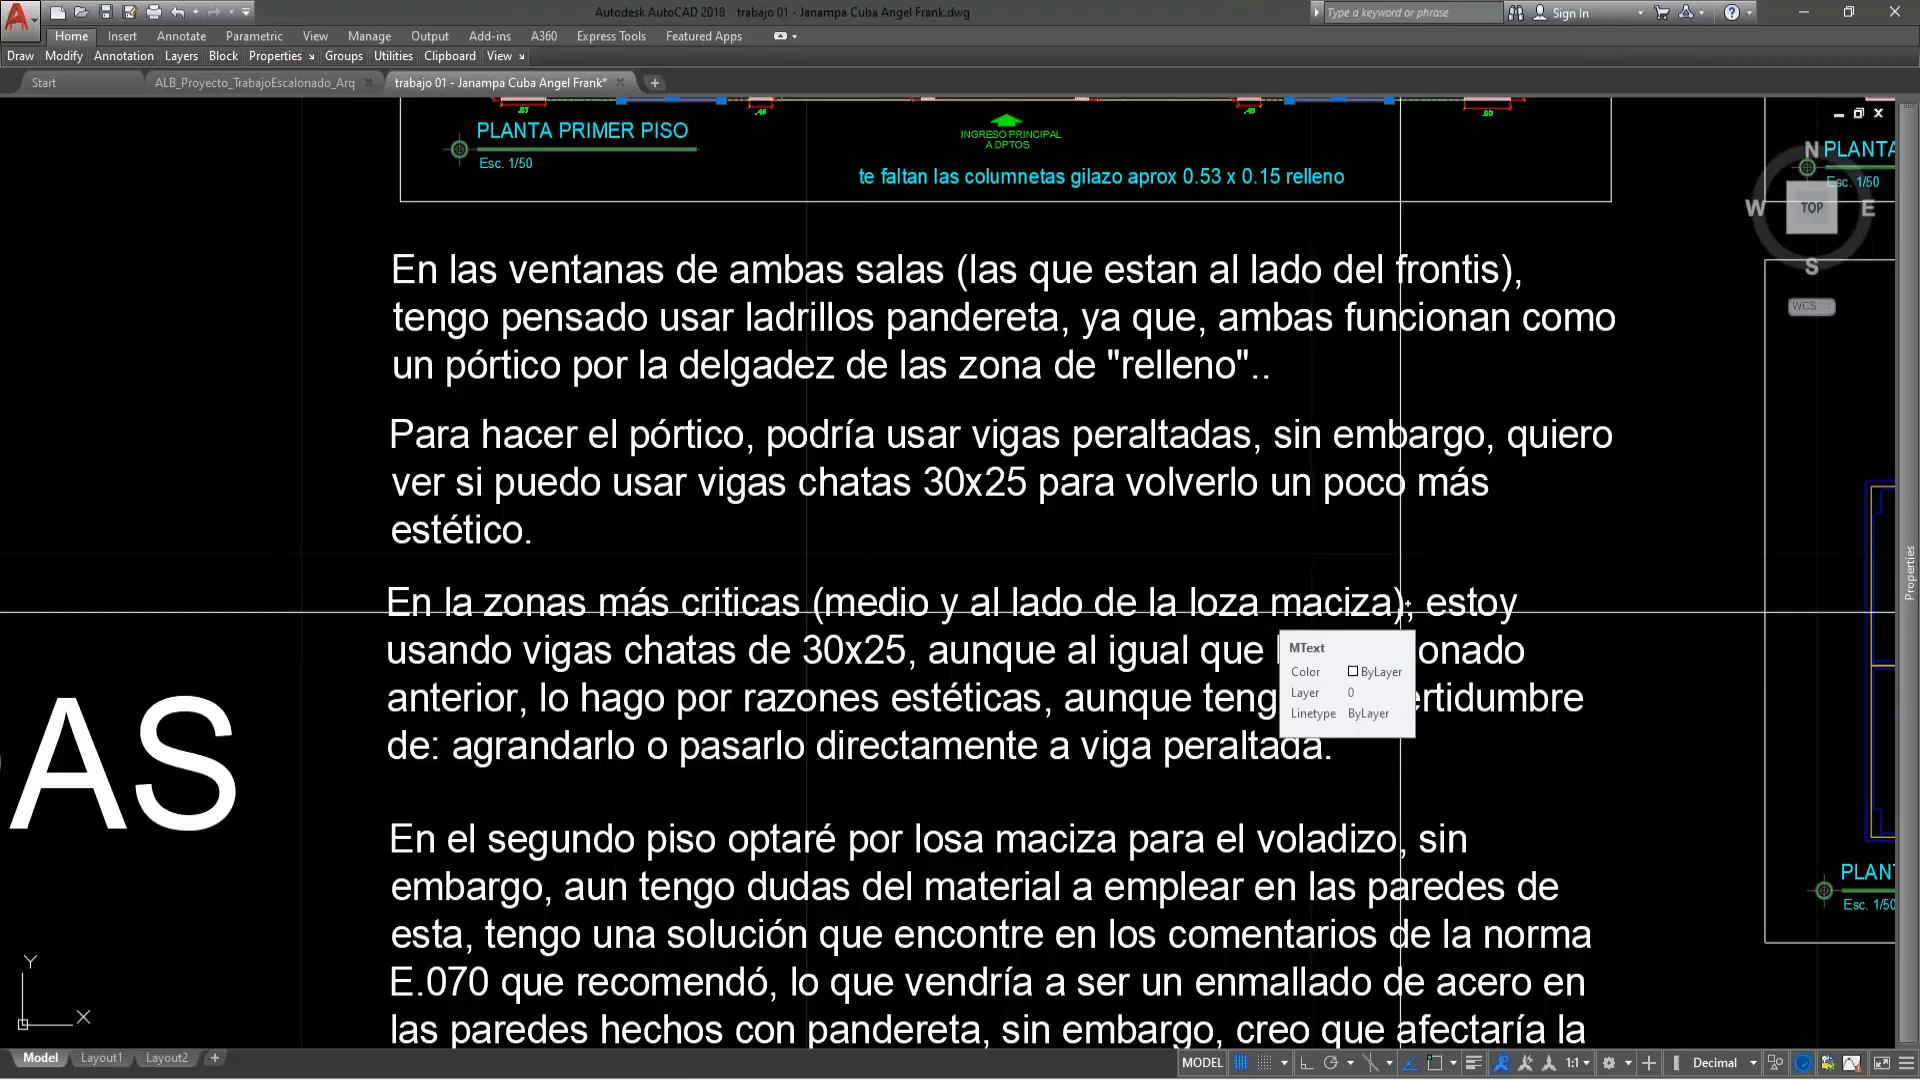 Autodesk AutoCAD 2018 trabajo 01 - Janampa Cuba Angel Frank.dwg
Type a keyword or phrase
Sign In
Home Insert Annotate Parametric View Manage Output Add-ins A360 Express Tools Featured Apps
Draw Modify Annotation Layers Block Properties Groups Utilities Clipboard View
Start
ALB_Proyecto_TrabajoEscalonado_Arq
trabajo 01 - Janampa Cuba Angel Frank*
PLANTA PRIMER PISO
Esc. 1/50
INGRESO PRINCIPAL
A DPTOS.
te faltan las columnetas gilazo aprox 0.53 x 0.15 relleno
N
PLANTA
Esc. 1/50
W
TOP
E
S
WCS
En las ventanas de ambas salas (las que estan al lado del frontis),
tengo pensado usar ladrillos pandereta, ya que, ambas funcionan como
un pórtico por la delgadez de las zona de "relleno"..
Para hacer el pórtico, podría usar vigas peraltadas, sin embargo, quiero
ver si puedo usar vigas chatas 30x25 para volverlo un poco más
estético.
En la zonas más criticas (medio y al lado de la loza maciza); estoy
usando vigas chatas de 30x25, aunque al igual que
onado
anterior, lo hago por razones estéticas, aunque teng
ertidumbre
de: agrandarlo o pasarlo directamente a viga peraltada.
MText
Color ByLayer
Layer 0
Linetype ByLayer
Properties
AS
En el segundo piso optaré por losa maciza para el voladizo, sin
embargo, aun tengo dudas del material a emplear en las paredes de
esta, tengo una solución que encontre en los comentarios de la norma
E.070 que recomendó, lo que vendría a ser un enmallado de acero en
las paredes hechos con pandereta, sin embargo, creo que afectaría la
PLANT
Esc. 1/50
Y
X
Model Layout1 Layout2
MODEL
1:1
Decimal